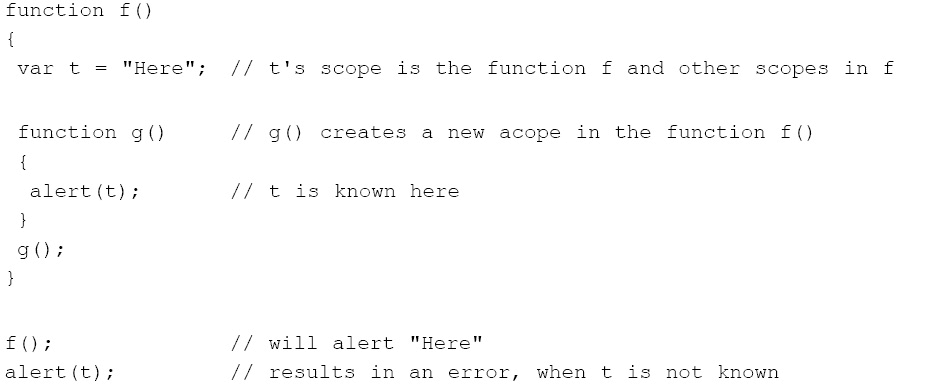 function f()
{
 var t = "Here";  // t's scope is the function f and other scopes in f

 function g()     // g() creates a new acope in the function f()
 {
  alert(t);       // t is known here
 }
 g();
}

f();              // will alert "Here"
alert(t);         // results in an error, when t is not known